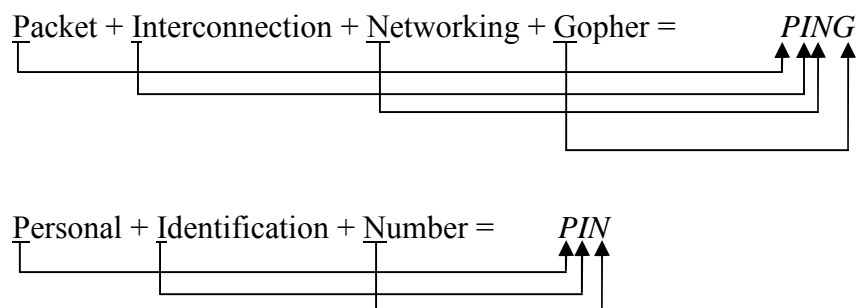 Packet + Interconnection + Networking + Gopher = PING
Personal + Identification + Number = PIN